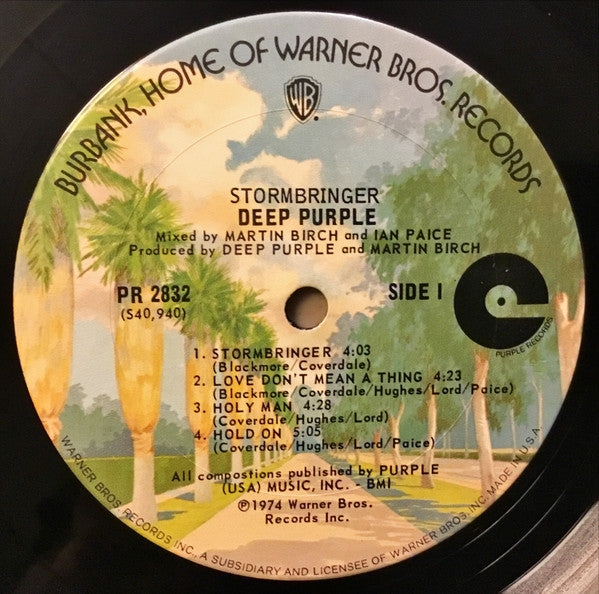 BURBANK, HOME OF WARNER BROS. RECORDS
WB
STORMBRINGER
DEEP PURPLE
Mixed by MARTIN BIRCH and IAN PAICE
Produced by DEEP PURPLE and MARTIN BIRCH
PR 2832
(S40,940)
SIDE I
PURPLE RECORDS
1. STORMBRINGER 4:03
(Blackmore/Coverdale)
2. LOVE DON'T MEAN A THING 4:23
(Blackmore/Coverdale/Hughes/Lord/Paice)
3. HOLY MAN 4:28
(Coverdale/Hughes/Lord)
4. HOLD ON 5:05
(Coverdale/Hughes/Lord/Paice)
All compostions published by PURPLE
(USA) MUSIC, INC. - BMI
℗1974 Warner Bros.
Records Inc.
WARNER BROS. RECORDS INC., A SUBSIDIARY AND LICENSEE OF WARNER BROS. INC. MADE IN U.S.A.